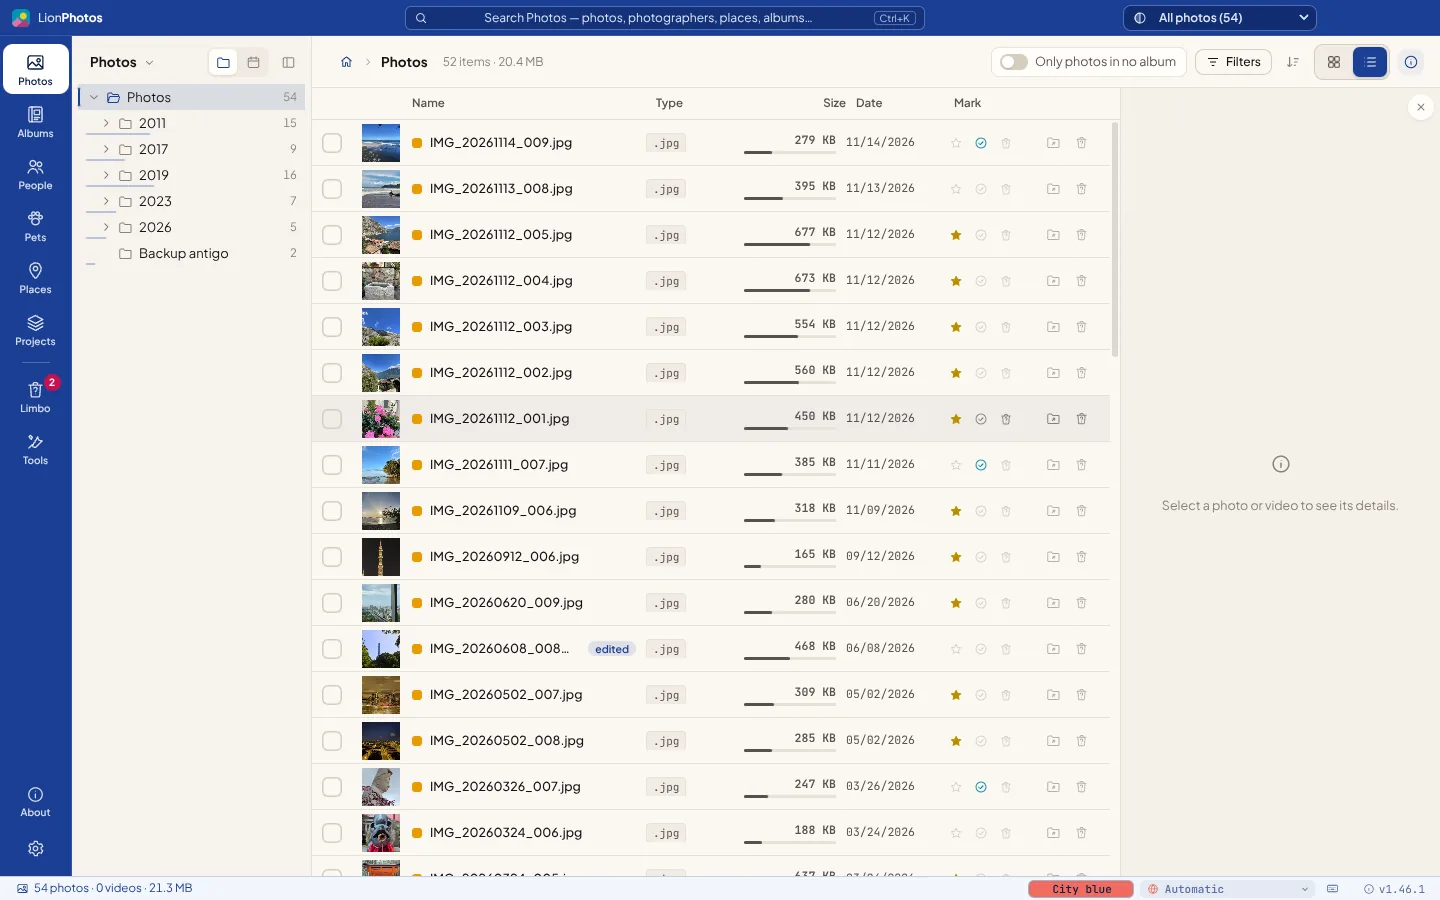 LionPhotos
Search Photos — photos, photographers, places, albums...
Ctrl+K
All photos (54)
Photos
Albums
People
Pets
Places
Projects
2
Limbo
Tools
About
Photos
Photos 54
2011 15
2017 9
2019 16
2023 7
2026 5
Backup antigo 2
Photos
52 items · 20.4 MB
Only photos in no album
Filters
Name Type Size Date Mark
IMG_20261114_009.jpg .jpg 279 KB 11/14/2026
IMG_20261113_008.jpg .jpg 395 KB 11/13/2026
IMG_20261112_005.jpg .jpg 677 KB 11/12/2026
IMG_20261112_004.jpg .jpg 673 KB 11/12/2026
IMG_20261112_003.jpg .jpg 554 KB 11/12/2026
IMG_20261112_002.jpg .jpg 560 KB 11/12/2026
IMG_20261112_001.jpg .jpg 450 KB 11/12/2026
IMG_20261111_007.jpg .jpg 385 KB 11/11/2026
IMG_20261109_006.jpg .jpg 318 KB 11/09/2026
IMG_20260912_006.jpg .jpg 165 KB 09/12/2026
IMG_20260620_009.jpg .jpg 280 KB 06/20/2026
IMG_20260608_008... edited .jpg 468 KB 06/08/2026
IMG_20260502_007.jpg .jpg 309 KB 05/02/2026
IMG_20260502_008.jpg .jpg 285 KB 05/02/2026
IMG_20260326_007.jpg .jpg 247 KB 03/26/2026
IMG_20260324_006.jpg .jpg 188 KB 03/24/2026
Select a photo or video to see its details.
54 photos · 0 videos · 21.3 MB
City blue
Automatic
v1.46.1